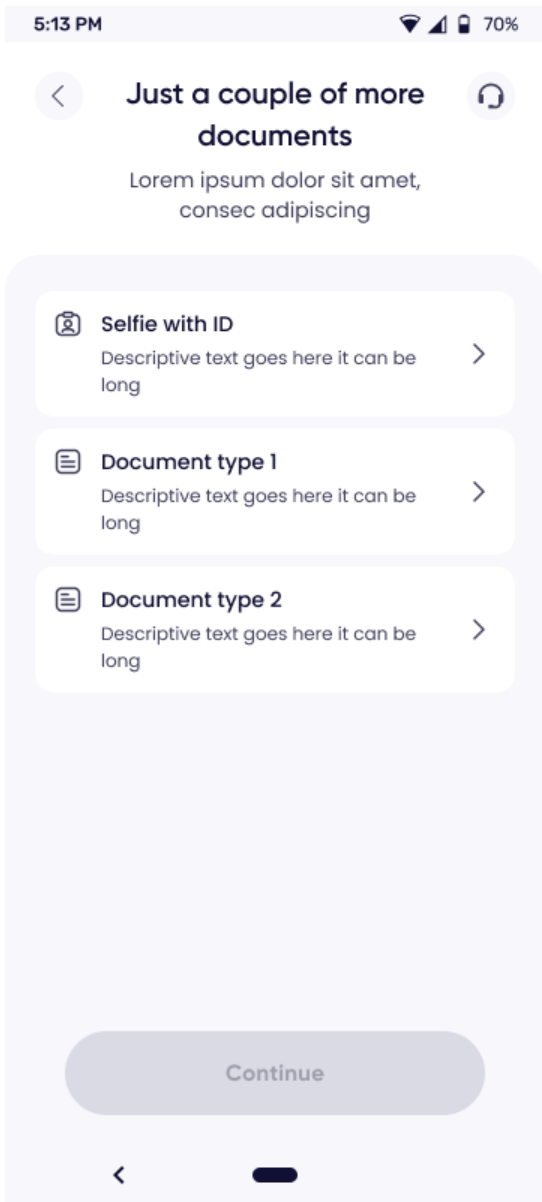 5:13 PM 70%
Just a couple of more
documents
Lorem ipsum dolor sit amet,
consec adipiscing
Selfie with ID
Descriptive text goes here it can be
long
Document type 1
Descriptive text goes here it can be
long
Document type 2
Descriptive text goes here it can be
long
Continue